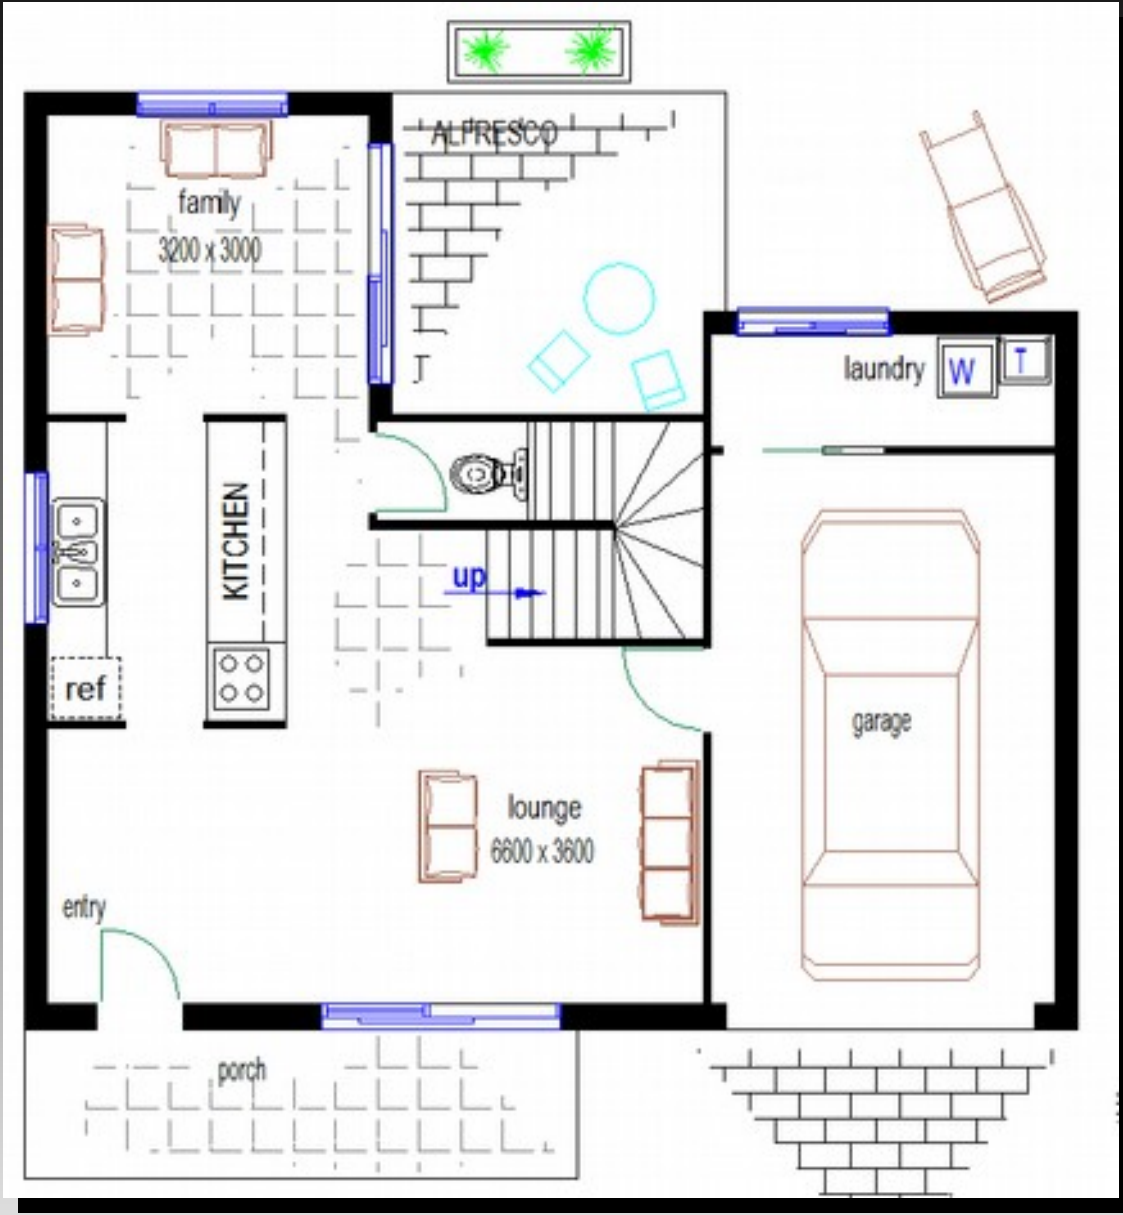 ALFRESCO
family
3200 x 3000
laundry
W
T
KITCHEN
up
ref
garage
lounge
6600 x 3600
entry
porch